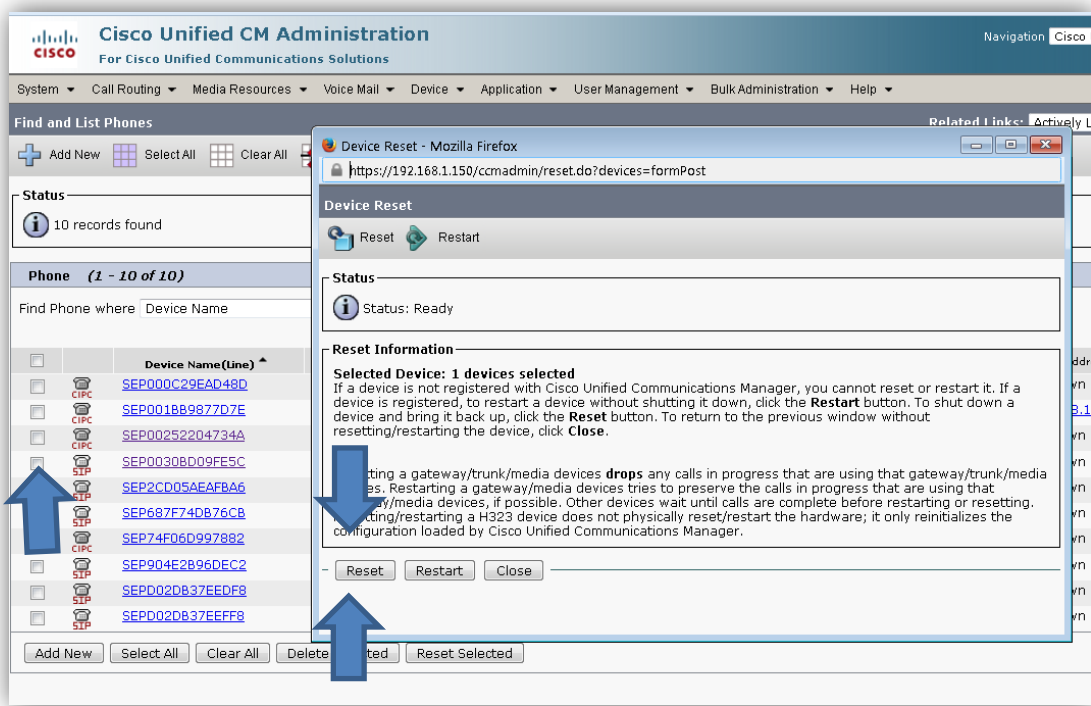 Cisco Unified CM Administration
CISCO
For Cisco Unified Communications Solutions
Navigation Cisco
System Call Routing Media Resources Voice Mail Device Application User Management Bulk Administration Help
Find and List Phones
Related Links: Actively L
Add New Select All Clear All
Status
10 records found
Phone (1 - 10 of 10)
Find Phone where Device Name
Device Name(Line)
CIPC SEP000C29EAD48D
CIPC SEP001BB9877D7E
CIPC SEP00252204734A
SIP SEP0030BD09FE5C
SIP SEP2CD05AEAFBA6
SIP SEP687F74DB76CB
CIPC SEP74F06D997882
SIP SEP904E2B96DEC2
SIP SEPD02DB37EEDF8
SIP SEPD02DB37EEFF8
Add New Select All Clear All Delete ted Reset Selected
Device Reset - Mozilla Firefox
https://192.168.1.150/ccmadmin/reset.do?devices=formPost
Device Reset
Reset Restart
Status
Status: Ready
Reset Information
Selected Device: 1 devices selected
If a device is not registered with Cisco Unified Communications Manager, you cannot reset or restart it. If a
device is registered, to restart a device without shutting it down, click the Restart button. To shut down a
device and bring it back up, click the Reset button. To return to the previous window without
resetting/restarting the device, click Close.
tting a gateway/trunk/media devices drops any calls in progress that are using that gateway/trunk/media
es. Restarting a gateway/media devices tries to preserve the calls in progress that are using that
y/media devices, if possible. Other devices wait until calls are complete before restarting or resetting.
tting/restarting a H323 device does not physically reset/restart the hardware; it only reinitializes the
configuration loaded by Cisco Unified Communications Manager.
Reset Restart Close